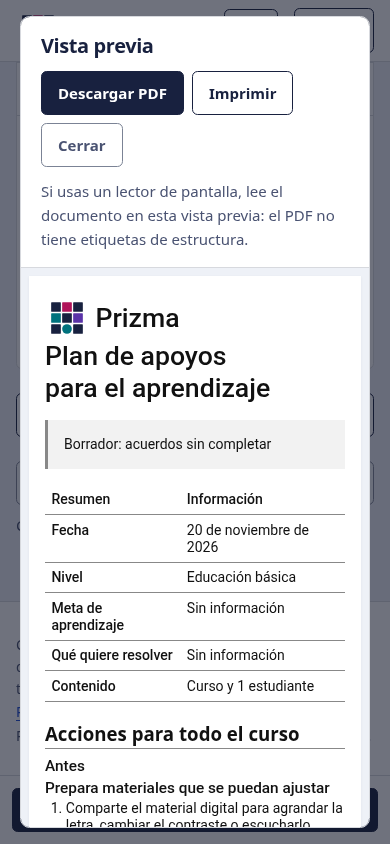 Vista previa
Descargar PDF
Imprimir
Cerrar
Si usas un lector de pantalla, lee el
documento en esta vista previa: el PDF no
tiene etiquetas de estructura.
Prizma
Plan de apoyos
para el aprendizaje
Borrador: acuerdos sin completar
Resumen Información
Fecha 20 de noviembre de
2026
Nivel Educación básica
Meta de Sin información
aprendizaje
Qué quiere resolver Sin información
Contenido Curso y 1 estudiante
Acciones para todo el curso
Antes
Prepara materiales que se puedan ajustar
1. Comparte el material digital para agrandar la
letra, cambiar el contraste o escucharlo